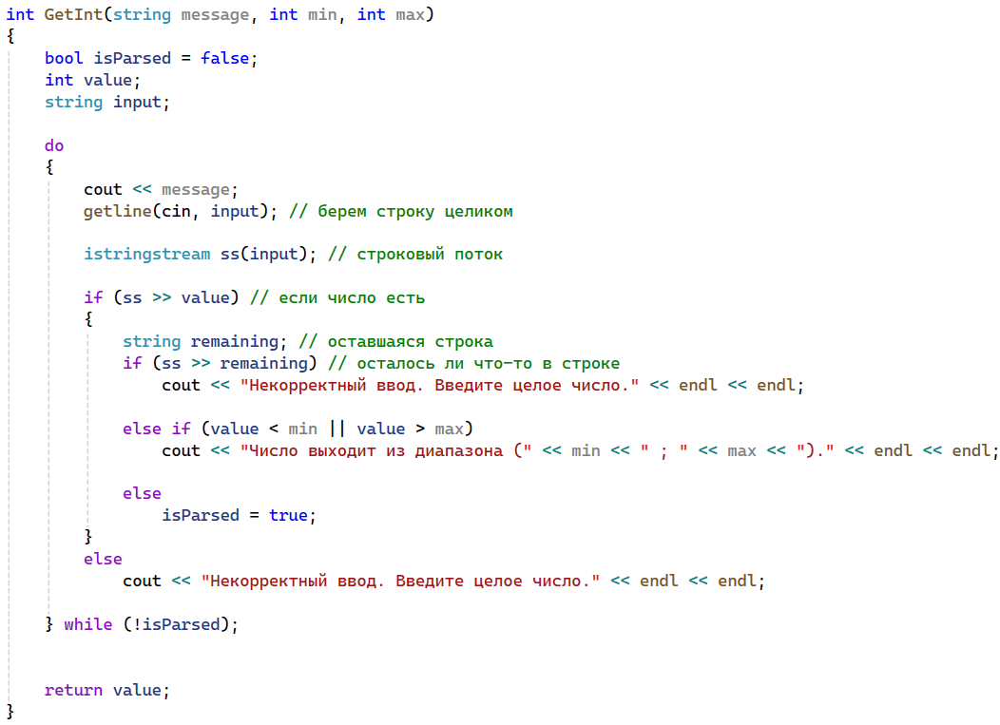 int GetInt(string message, int min, int max)
{
    bool isParsed = false;
    int value;
    string input;

    do
    {
        cout << message;
        getline(cin, input); // берем строку целиком

        istringstream ss(input); // строковый поток

        if (ss >> value) // если число есть
        {
            string remaining; // оставшаяся строка
            if (ss >> remaining) // осталось ли что-то в строке
                cout << "Некорректный ввод. Введите целое число." << endl << endl;

            else if (value < min || value > max)
                cout << "Число выходит из диапазона (" << min << " ; " << max << ")." << endl << endl;

            else
                isParsed = true;
        }
        else
            cout << "Некорректный ввод. Введите целое число." << endl << endl;

    } while (!isParsed);


    return value;
}